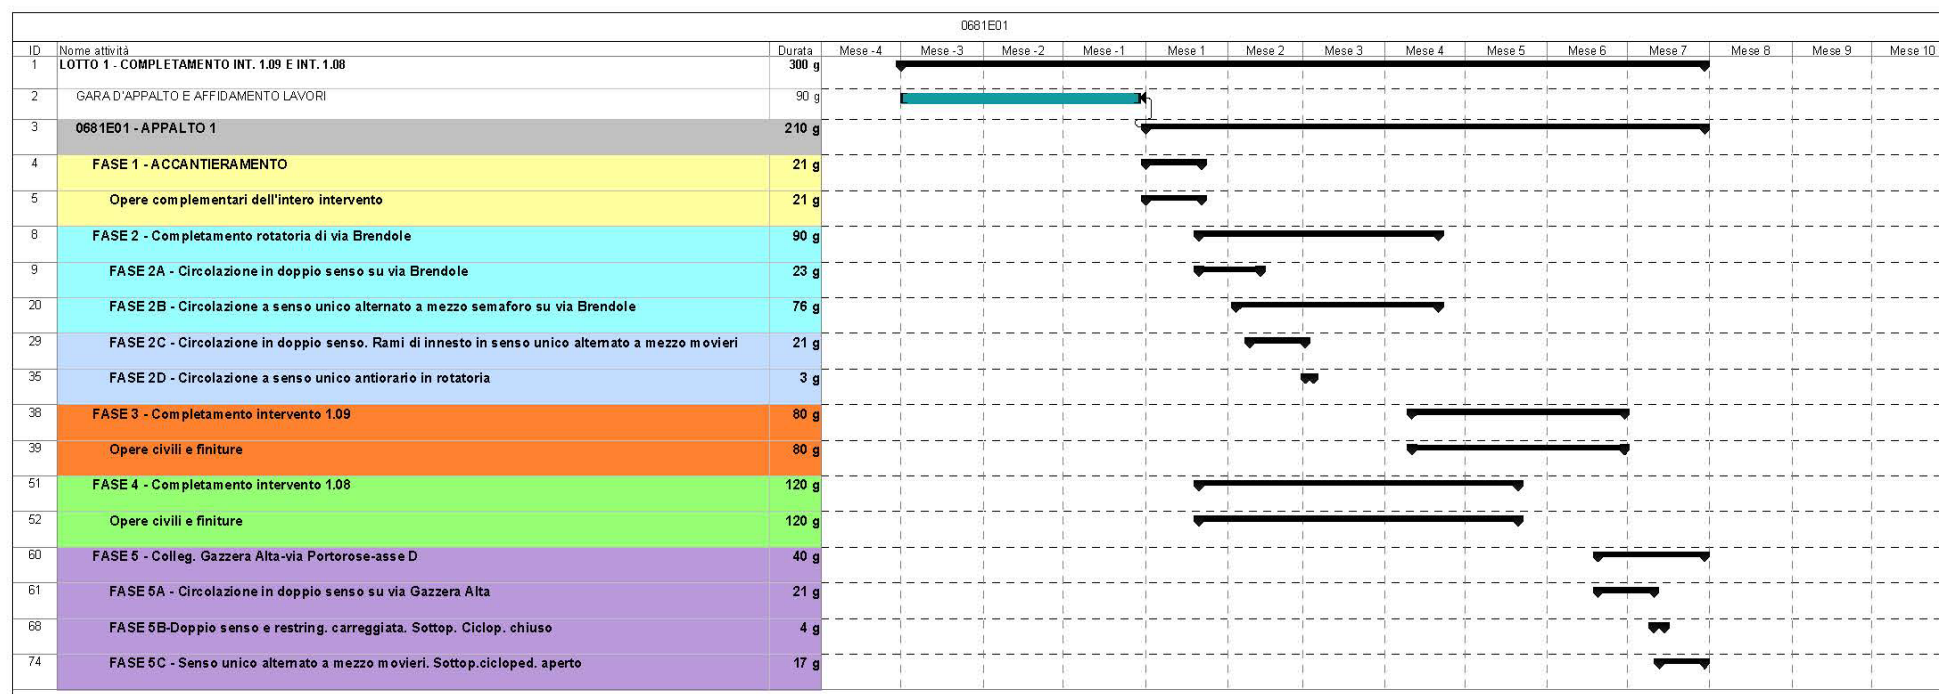 0681E01
ID Nome attività Durata Mese -4 Mese -3 Mese -2 Mese -1 Mese 1 Mese 2 Mese 3 Mese 4 Mese 5 Mese 6 Mese 7 Mese 8 Mese 9 Mese 10
1 LOTTO 1 - COMPLETAMENTO INT. 1.09 E INT. 1.08 300 g
2 GARA D'APPALTO E AFFIDAMENTO LAVORI 90 g
3 0681E01 - APPALTO 1 210 g
4 FASE 1 - ACCANTIERAMENTO 21 g
5 Opere complementari dell'intero intervento 21 g
8 FASE 2 - Completamento rotatoria di via Brendole 90 g
9 FASE 2A - Circolazione in doppio senso su via Brendole 23 g
20 FASE 2B - Circolazione a senso unico alternato a mezzo semaforo su via Brendole 76 g
29 FASE 2C - Circolazione in doppio senso. Rami di innesto in senso unico alternato a mezzo movieri 21 g
35 FASE 2D - Circolazione a senso unico antiorario in rotatoria 3 g
38 FASE 3 - Completamento intervento 1.09 80 g
39 Opere civili e finiture 80 g
51 FASE 4 - Completamento intervento 1.08 120 g
52 Opere civili e finiture 120 g
60 FASE 5 - Colleg. Gazzera Alta-via Portorose-asse D 40 g
61 FASE 5A - Circolazione in doppio senso su via Gazzera Alta 21 g
68 FASE 5B-Doppio senso e restring. carreggiata. Sottop. Ciclop. chiuso 4 g
74 FASE 5C - Senso unico alternato a mezzo movieri. Sottop.cicloped. aperto 17 g